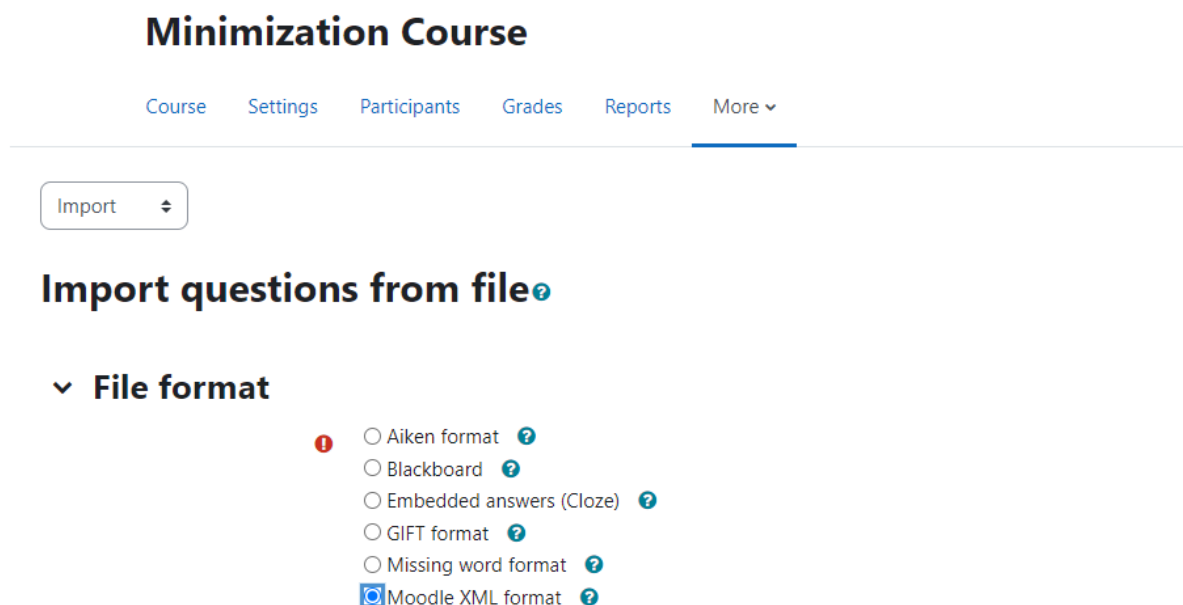 Minimization Course
Course Settings Participants Grades Reports More
Import
Import questions from file
File format
Aiken format
Blackboard
Embedded answers (Cloze)
GIFT format
Missing word format
Moodle XML format